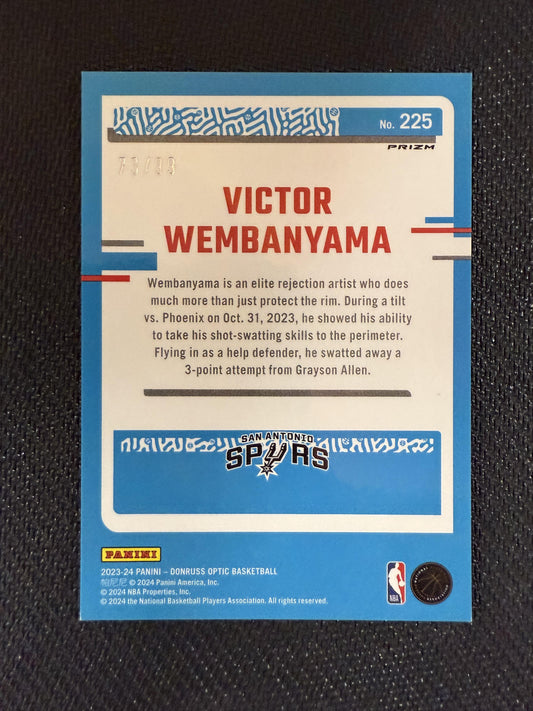 No. 225
PRIZM
VICTOR
WEMBANYAMA
Wembanyama is an elite rejection artist who does
much more than just protect the rim. During a tilt
vs. Phoenix on Oct. 31, 2023, he showed his ability
to take his shot-swatting skills to the perimeter.
Flying in as a help defender, he swatted away a
3-point attempt from Grayson Allen.
SAN ANTONIO
SPURS
PANINI
2023-24 PANINI – DONRUSS OPTIC BASKETBALL
帕尼尼 © 2024 Panini America, Inc.
© 2024 NBA Properties, Inc.
© 2024 the National Basketball Players Association. All rights reserved.
NBA